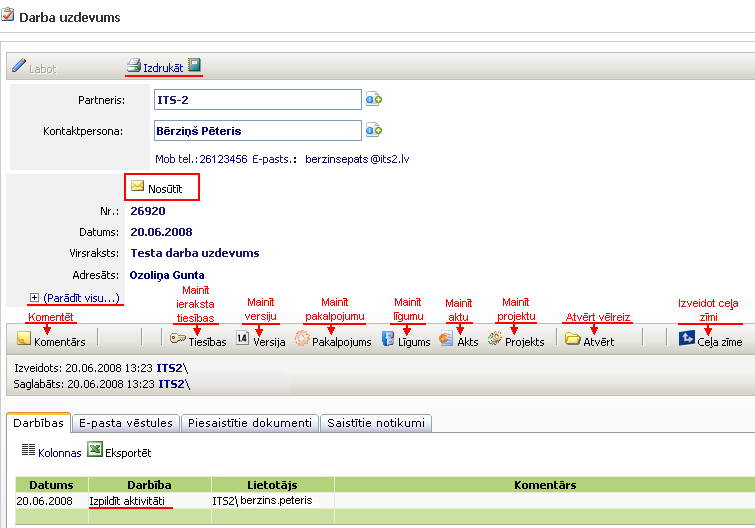 Darba uzdevums
Labot Izdrukāt
Partneris: ITS-2
Kontaktpersona: Bērziņš Pēteris
Mob tel.: 26123456 E-pasts.: berzinsepats@its2.lv
Nosūtīt
Nr.: 26920
Datums: 20.06.2008
Virsraksts: Testa darba uzdevums
Adresāts: Ozoliņa Gunta
(Parādīt visu...)
Komentēt
Mainīt ieraksta tiesības
Mainīt versiju
Mainīt pakalpojumu
Mainīt līgumu
Mainīt aktu
Mainīt projektu
Atvērt vēlreiz
Izveidot ceļa zīmi
Komentārs Tiesības Versija Pakalpojums Līgums Akts Projekts Atvērt Ceļa zīme
Izveidots: 20.06.2008 13:23 ITS2\
Saglabāts: 20.06.2008 13:23 ITS2\
Darbības E-pasta vēstules Piesaistītie dokumenti Saistītie notikumi
Kolonnas Eksportēt
Datums Darbība Lietotājs Komentārs
20.06.2008 Izpildīt aktivitāti ITS2\berzins.peteris